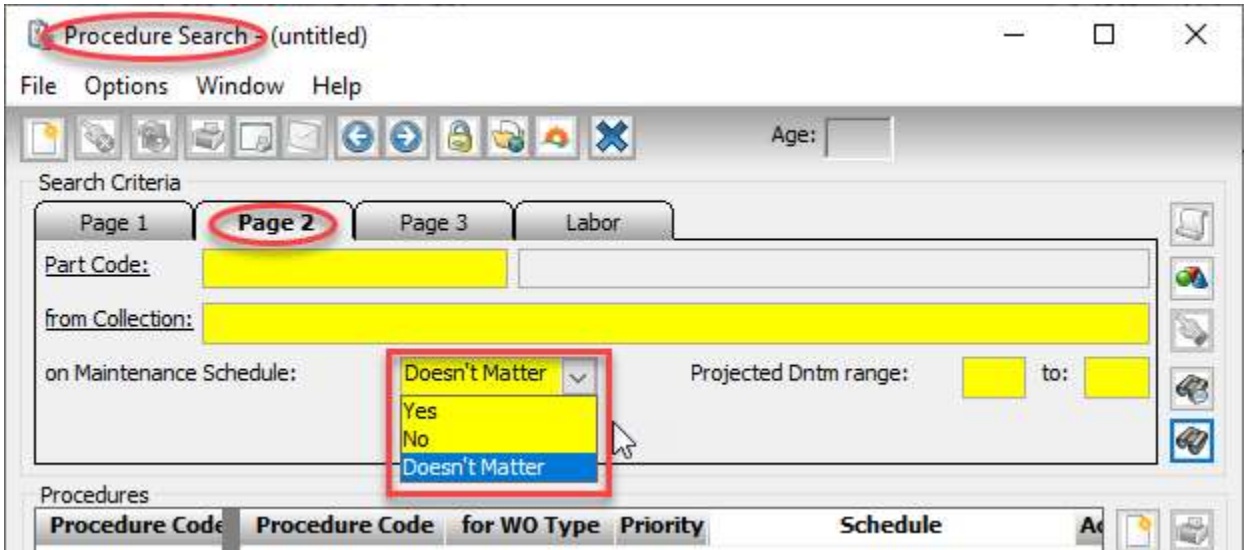 Procedure Search - (untitled)
File Options Window Help
Age:
Search Criteria
Page 1 Page 2 Page 3 Labor
Part Code:
from Collection:
on Maintenance Schedule: Doesn't Matter Projected Dntm range: to:
Yes
No
Doesn't Matter
Procedures
Procedure Code Procedure Code for WO Type Priority Schedule